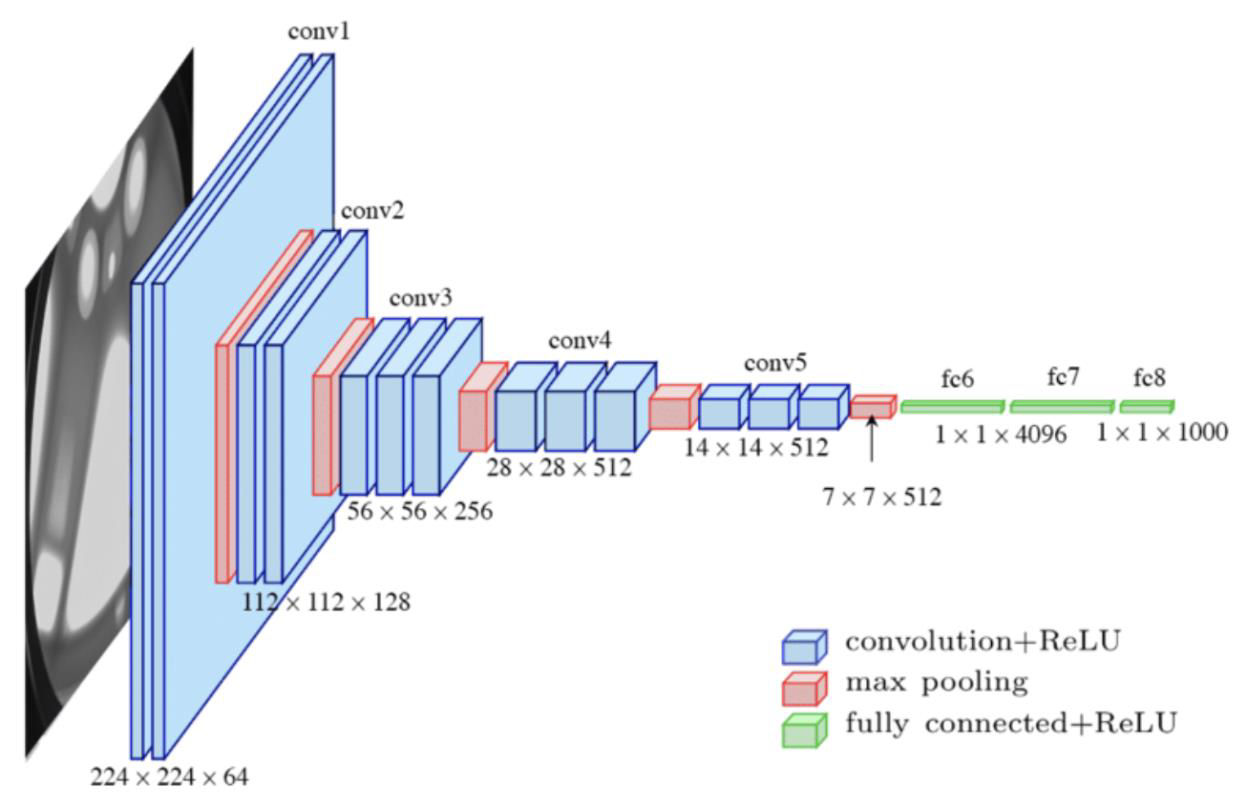 conv1
conv2
conv3
conv4
conv5
fc6
fc7
fc8
1 × 1 × 4096
1 × 1 × 1000
14 × 14 × 512
28 × 28 × 512
7 × 7 × 512
56 × 56 × 256
112 × 112 × 128
224 × 224 × 64
convolution+ReLU
max pooling
fully connected+ReLU